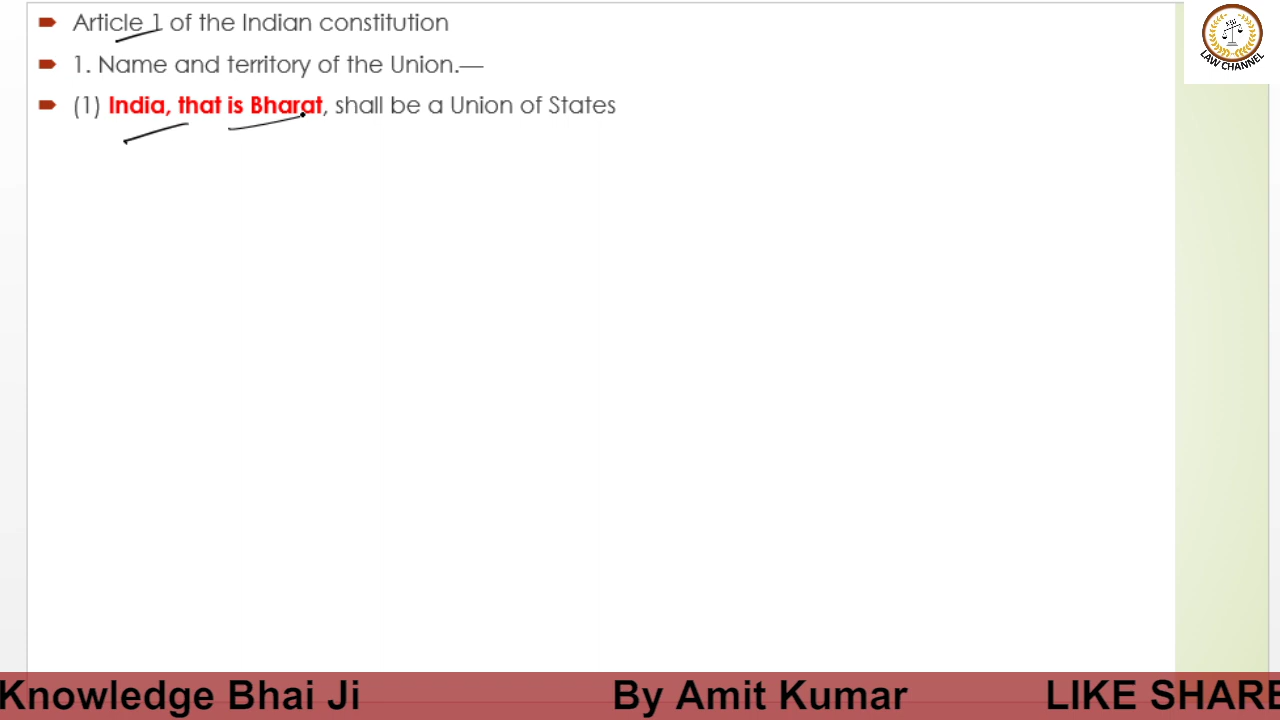 Article 1 of the Indian constitution
1. Name and territory of the Union.—
(1) India, that is Bharat, shall be a Union of States
LAW CHANNEL
Knowledge Bhai Ji By Amit Kumar LIKE SHARE